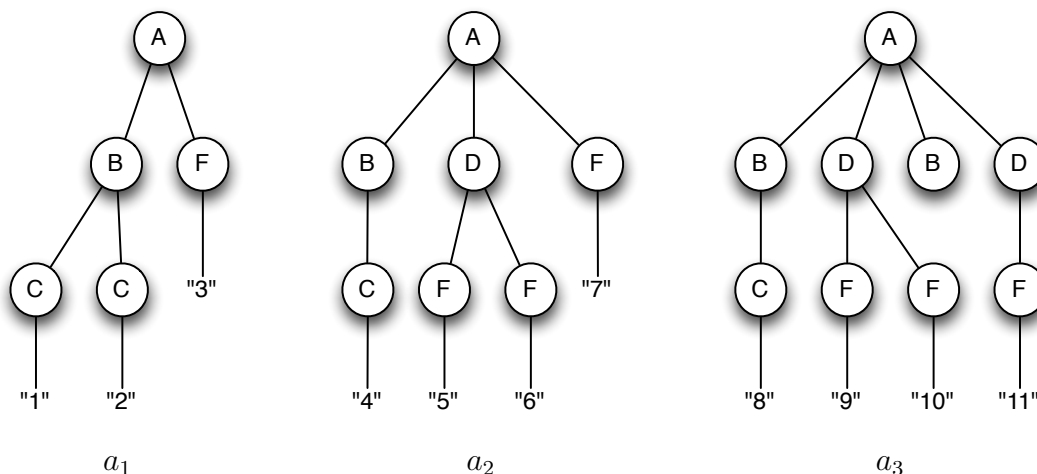 A A A
B F B D F B D B D
C C "3" C F F "7" C F F F
"1" "2" "4" "5" "6" "8" "9" "10" "11"
a1 a2 a3